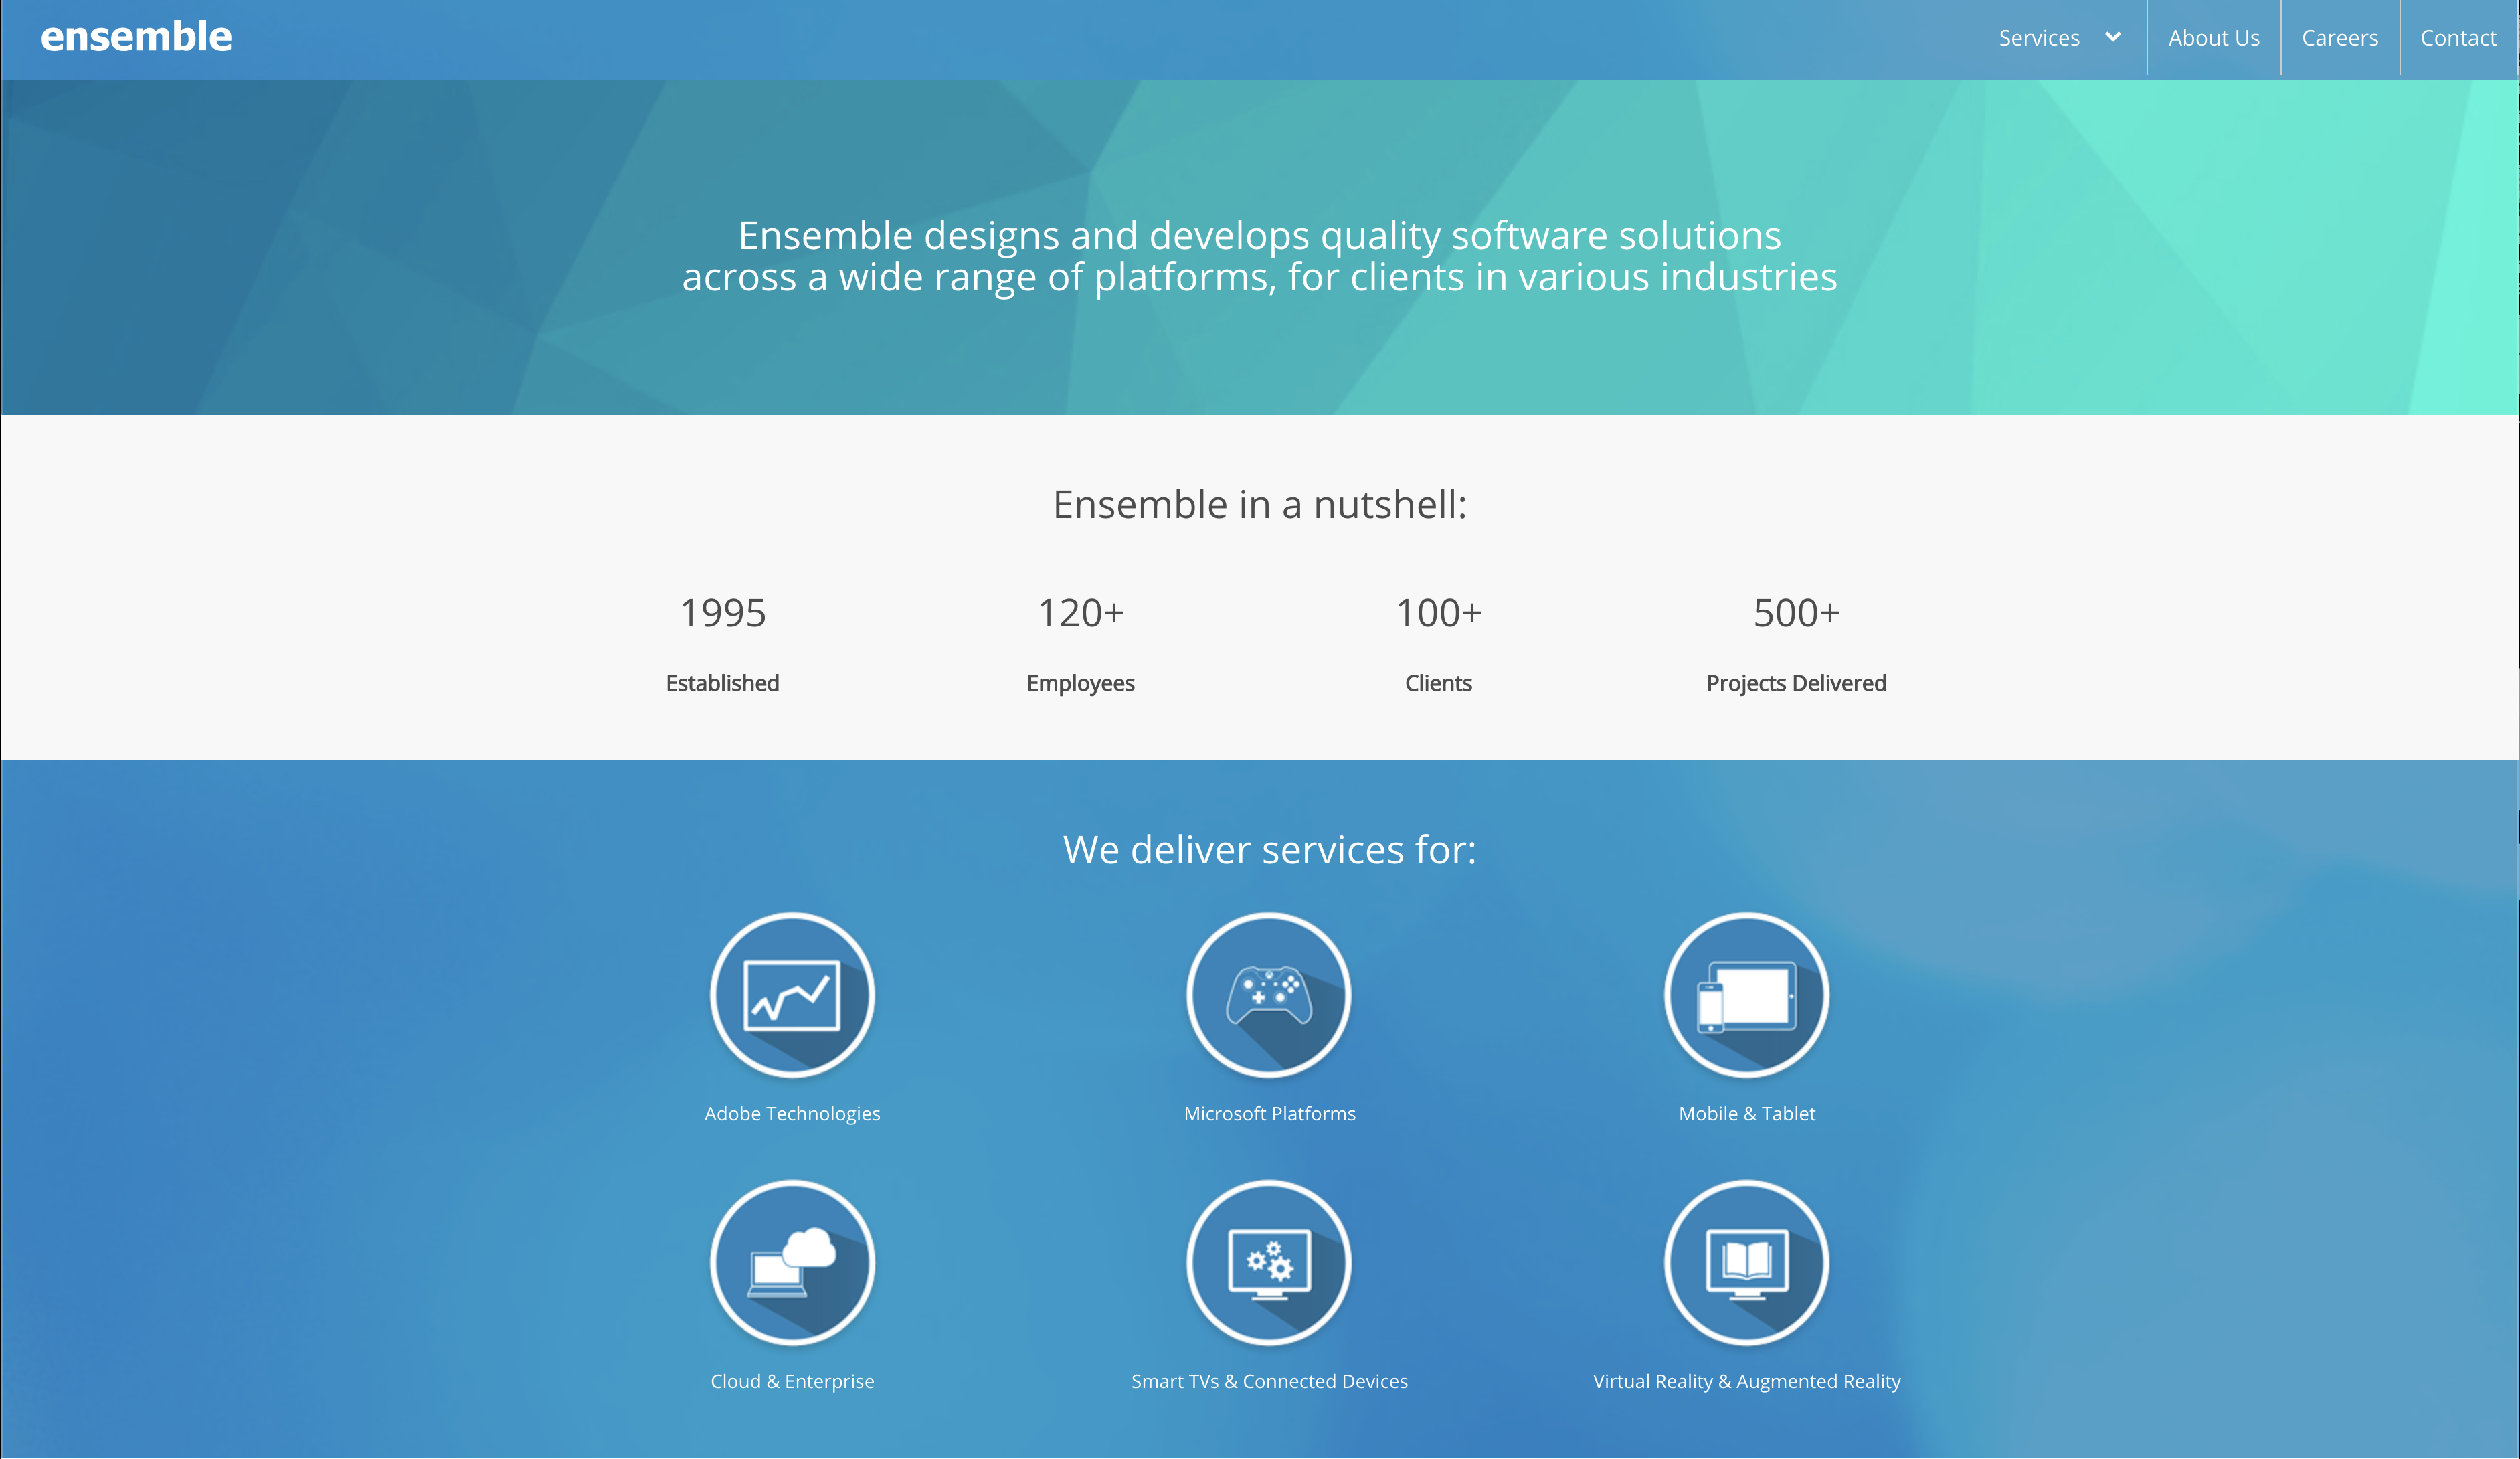 ensemble
Services
About Us
Careers
Contact
Ensemble designs and develops quality software solutions
across a wide range of platforms, for clients in various industries
Ensemble in a nutshell:
1995
Established
120+
Employees
100+
Clients
500+
Projects Delivered
We deliver services for:
Adobe Technologies
Microsoft Platforms
Mobile & Tablet
Cloud & Enterprise
Smart TVs & Connected Devices
Virtual Reality & Augmented Reality